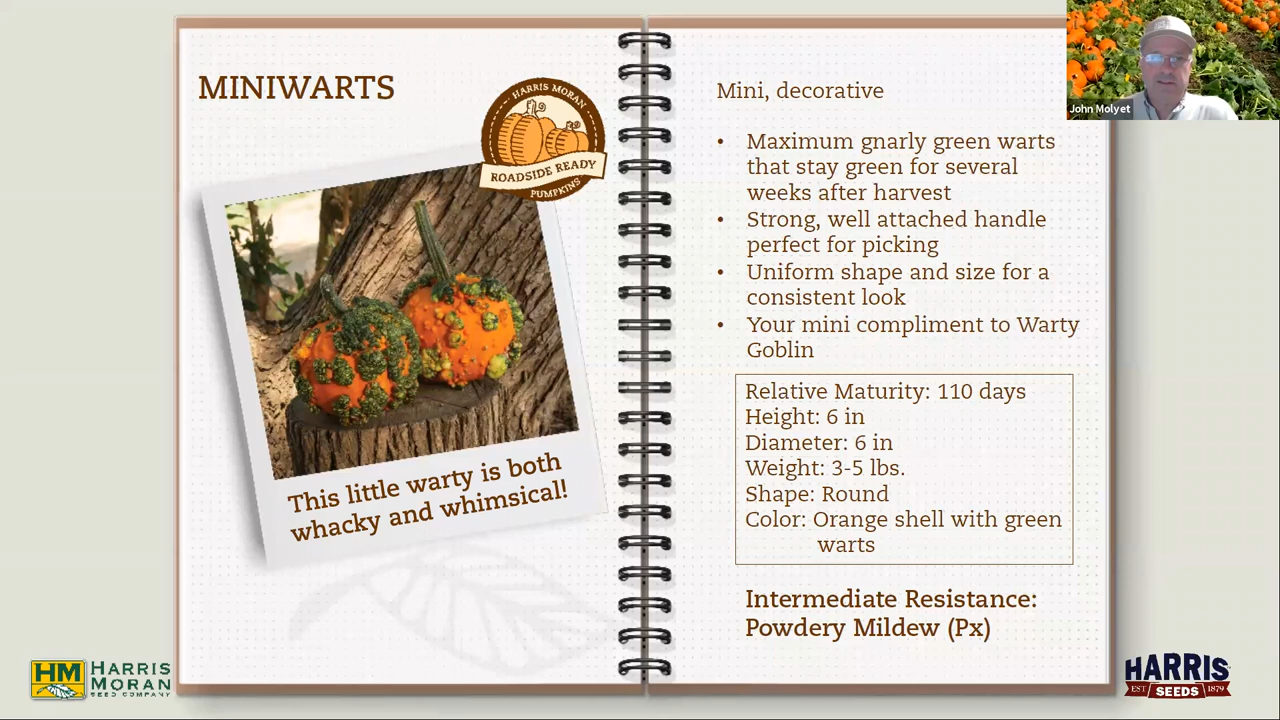 MINIWARTS
HARRIS MORAN
ROADSIDE READY
PUMPKINS
This little warty is both
whacky and whimsical!
Mini, decorative
• Maximum gnarly green warts
that stay green for several
weeks after harvest
• Strong, well attached handle
perfect for picking
• Uniform shape and size for a
consistent look
• Your mini compliment to Warty
Goblin
Relative Maturity: 110 days
Height: 6 in
Diameter: 6 in
Weight: 3-5 lbs.
Shape: Round
Color: Orange shell with green
warts
Intermediate Resistance:
Powdery Mildew (Px)
John Molyet
HM HARRIS
MORAN
SEED COMPANY
HARRIS
EST SEEDS 1879